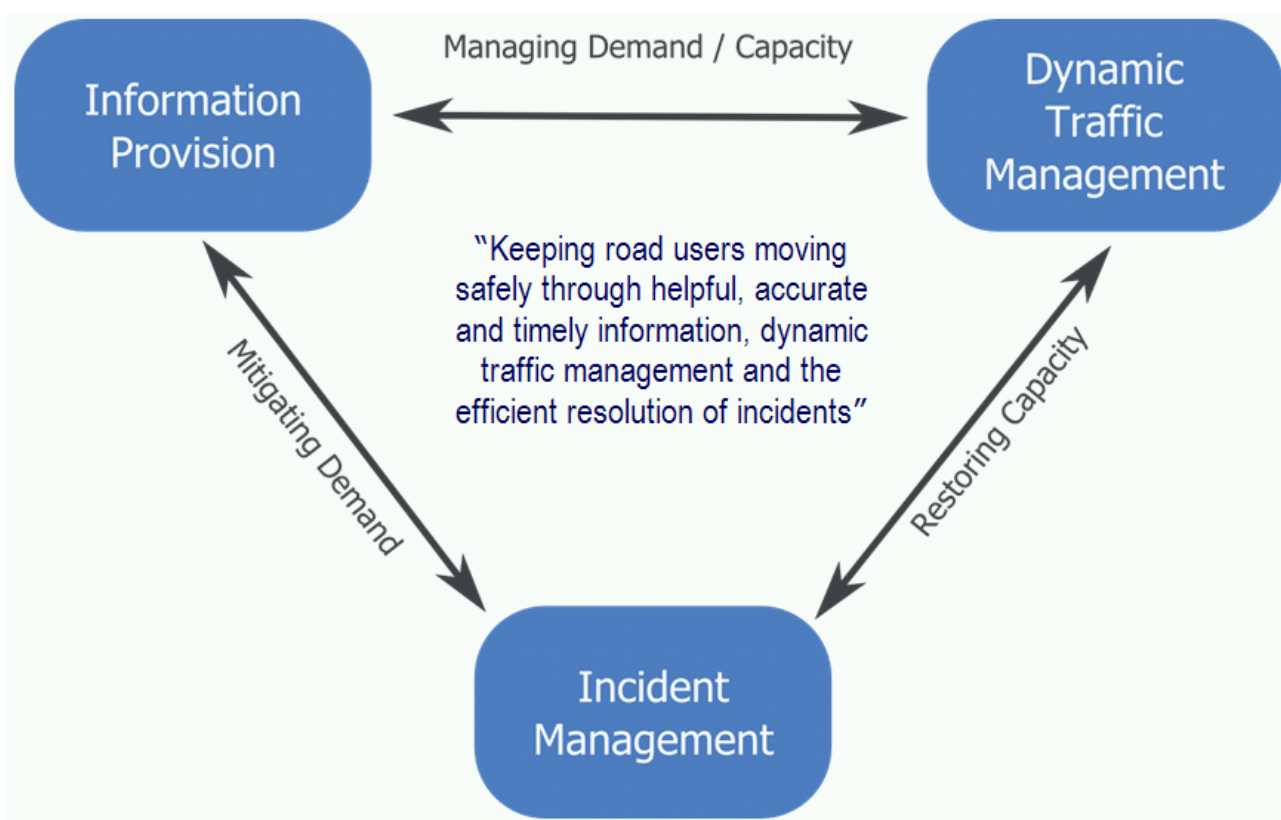 Managing Demand / Capacity
Information
Provision
Dynamic
Traffic
Management
“Keeping road users moving
safely through helpful, accurate
and timely information, dynamic
traffic management and the
efficient resolution of incidents”
Mitigating Demand
Restoring Capacity
Incident
Management